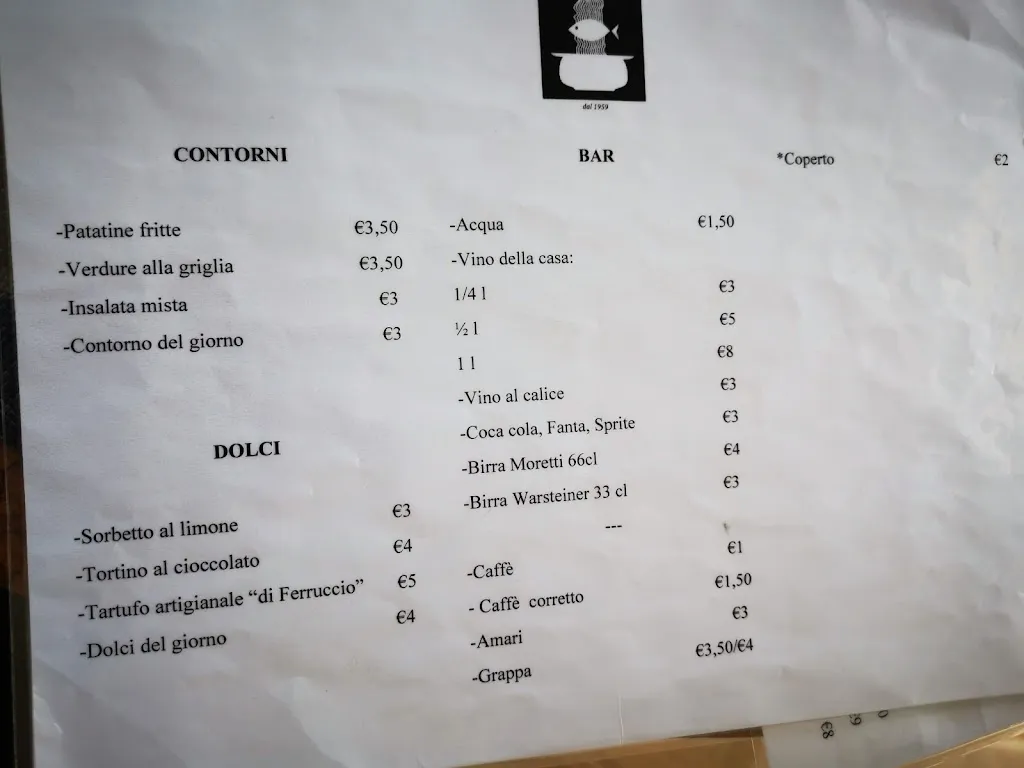 dal 1959
CONTORNI
-Patatine fritte €3,50
-Verdure alla griglia €3,50
-Insalata mista €3
-Contorno del giorno €3
DOLCI
-Sorbetto al limone €3
-Tortino al cioccolato €4
-Tartufo artigianale “di Ferruccio” €5
-Dolci del giorno €4
BAR
-Acqua €1,50
-Vino della casa:
1/4 l €3
½ l €5
1 l €8
-Vino al calice €3
-Coca cola, Fanta, Sprite €3
-Birra Moretti 66cl €4
-Birra Warsteiner 33 cl €3
---
-Caffè €1
- Caffè corretto €1,50
-Amari €3
-Grappa €3,50/€4
*Coperto €2
€8